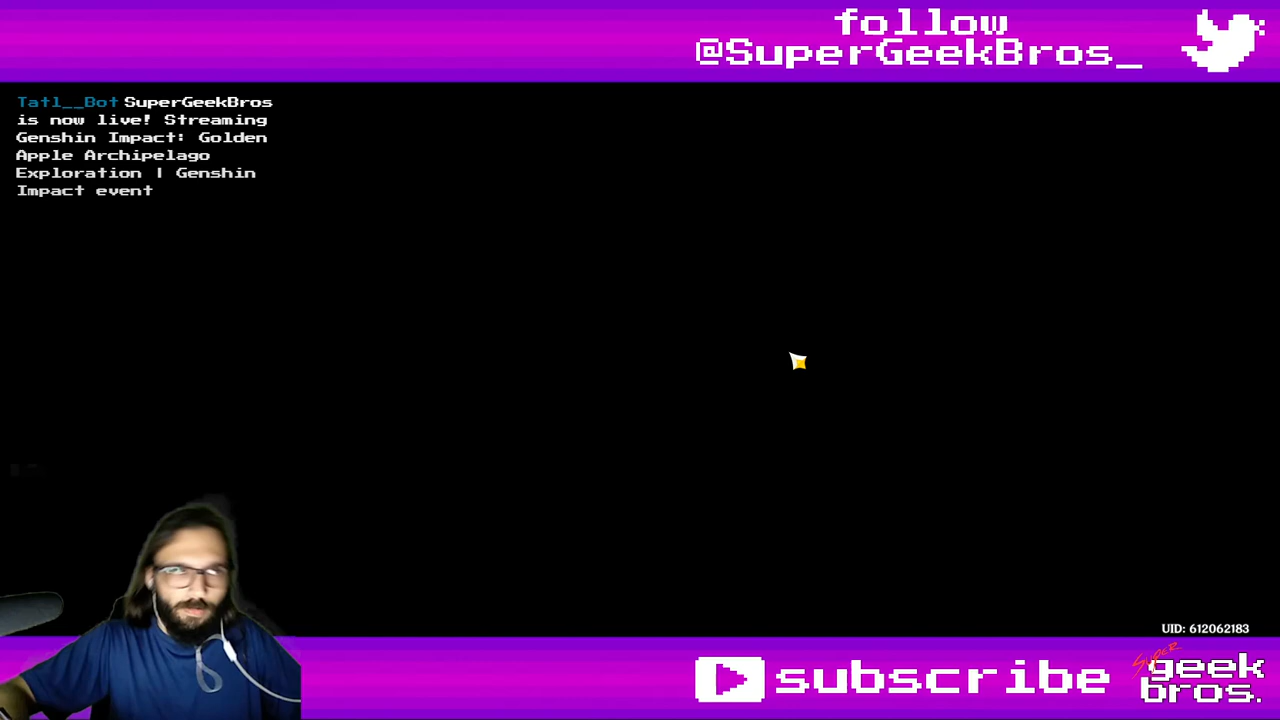 follow
@SuperGeekBros_
Tatl__Bot SuperGeekBros
is now live! Streaming
Genshin Impact: Golden
Apple Archipelago
Exploration | Genshin
Impact event
UID: 612062183
subscribe
SUPER
geek
bros.